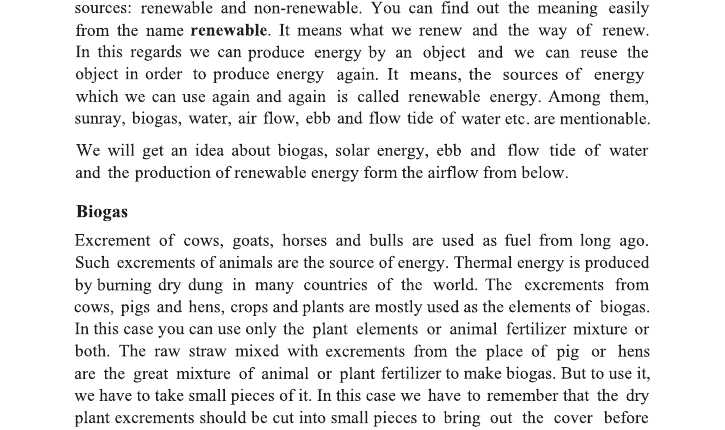 sources: renewable and non-renewable. You can find out the meaning easily
from the name renewable. It means what we renew and the way of renew.
In this regards we can produce energy by an object and we can reuse the
object in order to produce energy again. It means, the sources of energy
which we can use again and again is called renewable energy. Among them,
sunray, biogas, water, air flow, ebb and flow tide of water etc. are mentionable.
We will get an idea about biogas, solar energy, ebb and flow tide of water
and the production of renewable energy form the airflow from below.
Biogas
Excrement of cows, goats, horses and bulls are used as fuel from long ago.
Such excrements of animals are the source of energy. Thermal energy is produced
by burning dry dung in many countries of the world. The excrements from
cows, pigs and hens, crops and plants are mostly used as the elements of biogas.
In this case you can use only the plant elements or animal fertilizer mixture or
both. The raw straw mixed with excrements from the place of pig or hens
are the great mixture of animal or plant fertilizer to make biogas. But to use it,
we have to take small pieces of it. In this case we have to remember that the dry
plant excrements should be cut into small pieces to bring out the cover before